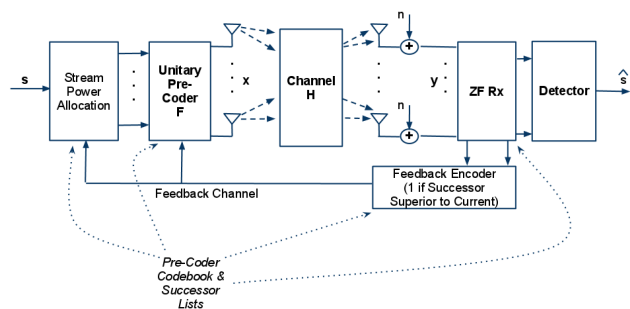 s
Stream
Power
Allocation
Unitary
Pre-
Coder
F
x
Channel
H
n
+
y
n
+
ZF Rx
Detector
ŝ
Feedback Encoder
(1 if Successor
Superior to Current)
Feedback Channel
Pre-Coder
Codebook &
Successor
Lists